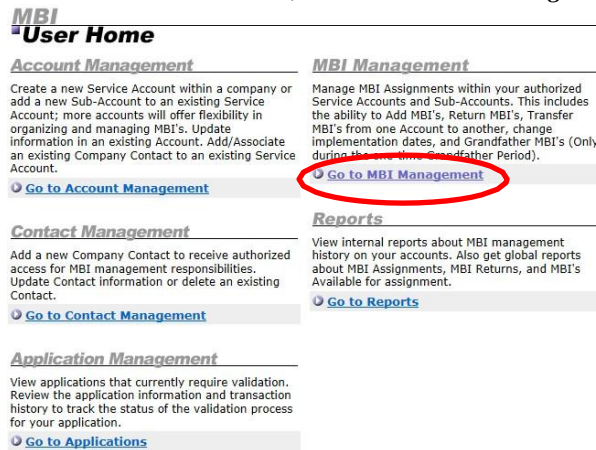 MBI
User Home
Account Management
Create a new Service Account within a company or
add a new Sub-Account to an existing Service
Account; more accounts will offer flexibility in
organizing and managing MBI's. Update
information in an existing Account. Add/Associate
an existing Company Contact to an existing Service
Account.
Go to Account Management
Contact Management
Add a new Company Contact to receive authorized
access for MBI management responsibilities.
Update Contact information or delete an existing
Contact.
Go to Contact Management
Application Management
View applications that currently require validation.
Review the application information and transaction
history to track the status of the validation process
for your application.
Go to Applications
MBI Management
Manage MBI Assignments within your authorized
Service Accounts and Sub-Accounts. This includes
the ability to Add MBI's, Return MBI's, Transfer
MBI's from one Account to another, change
implementation dates, and Grandfather MBI's (Only
during the one-time Grandfather Period).
Go to MBI Management
Reports
View internal reports about MBI management
history on your accounts. Also get global reports
about MBI Assignments, MBI Returns, and MBI's
Available for assignment.
Go to Reports